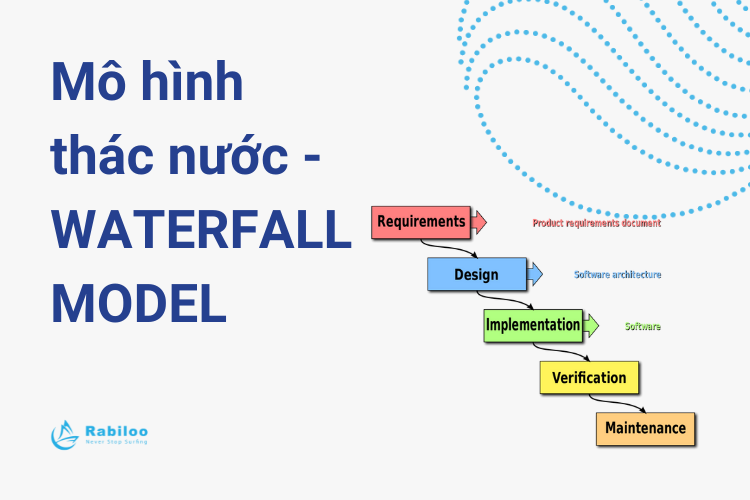 Mô hình
thác nước -
WATERFALL
MODEL
Requirements
Product requirements document
Design
Software architecture
Implementation
Software
Verification
Maintenance
Rabiloo
Never Stop Surfing